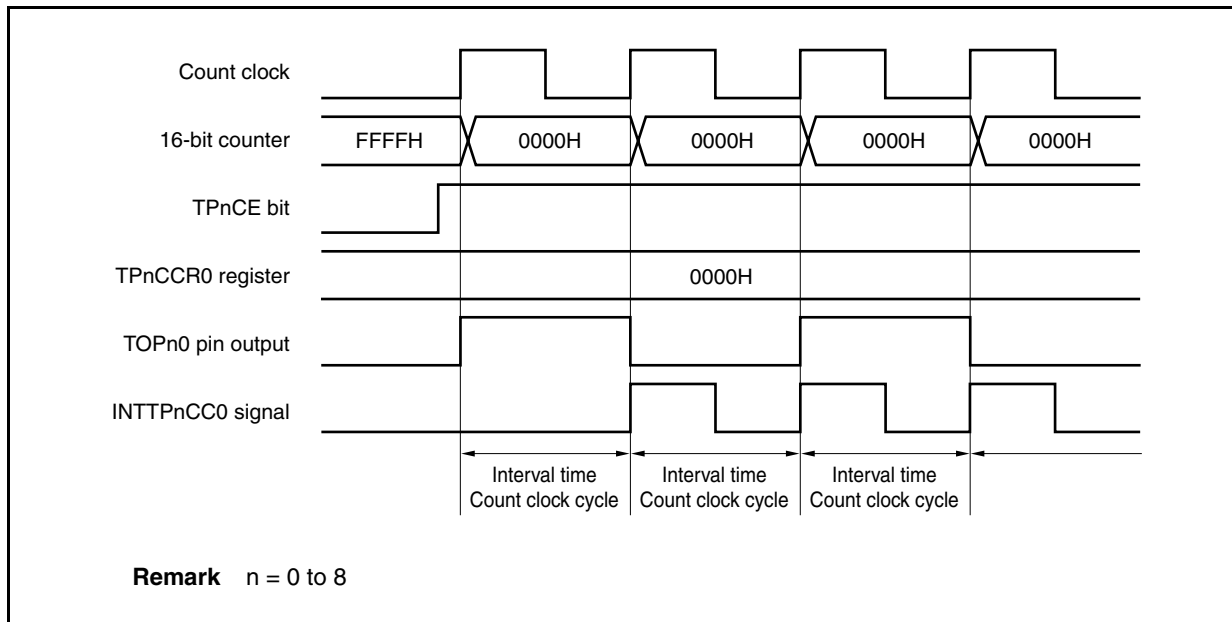 Count clock
16-bit counter
FFFFH
0000H
0000H
0000H
0000H
TPnCE bit
TPnCCR0 register
0000H
TOPn0 pin output
INTTPnCC0 signal
Interval time
Count clock cycle
Interval time
Count clock cycle
Interval time
Count clock cycle
Remark n = 0 to 8